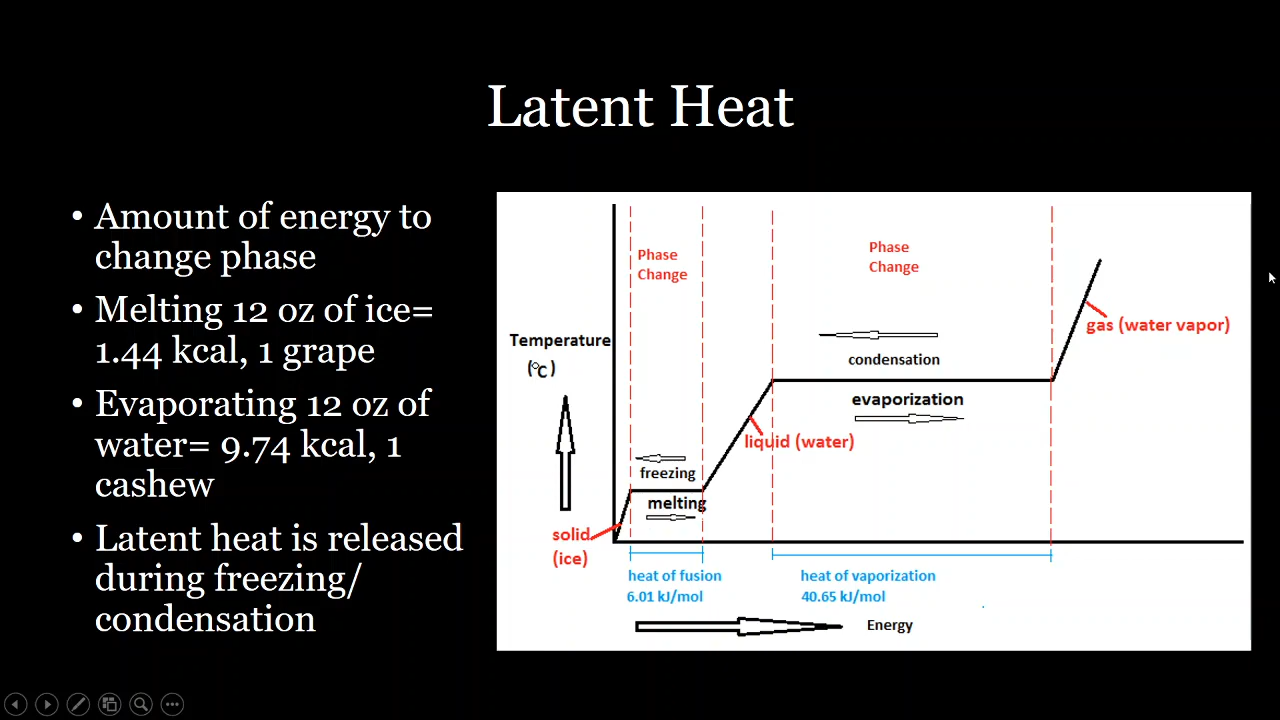 Latent Heat
• Amount of energy to
change phase
• Melting 12 oz of ice=
1.44 kcal, 1 grape
• Evaporating 12 oz of
water= 9.74 kcal, 1
cashew
• Latent heat is released
during freezing/
condensation
Phase
Change
Phase
Change
Temperature
(°C)
gas (water vapor)
condensation
evaporization
liquid (water)
freezing
melting
solid
(ice)
heat of fusion
6.01 kJ/mol
heat of vaporization
40.65 kJ/mol
Energy